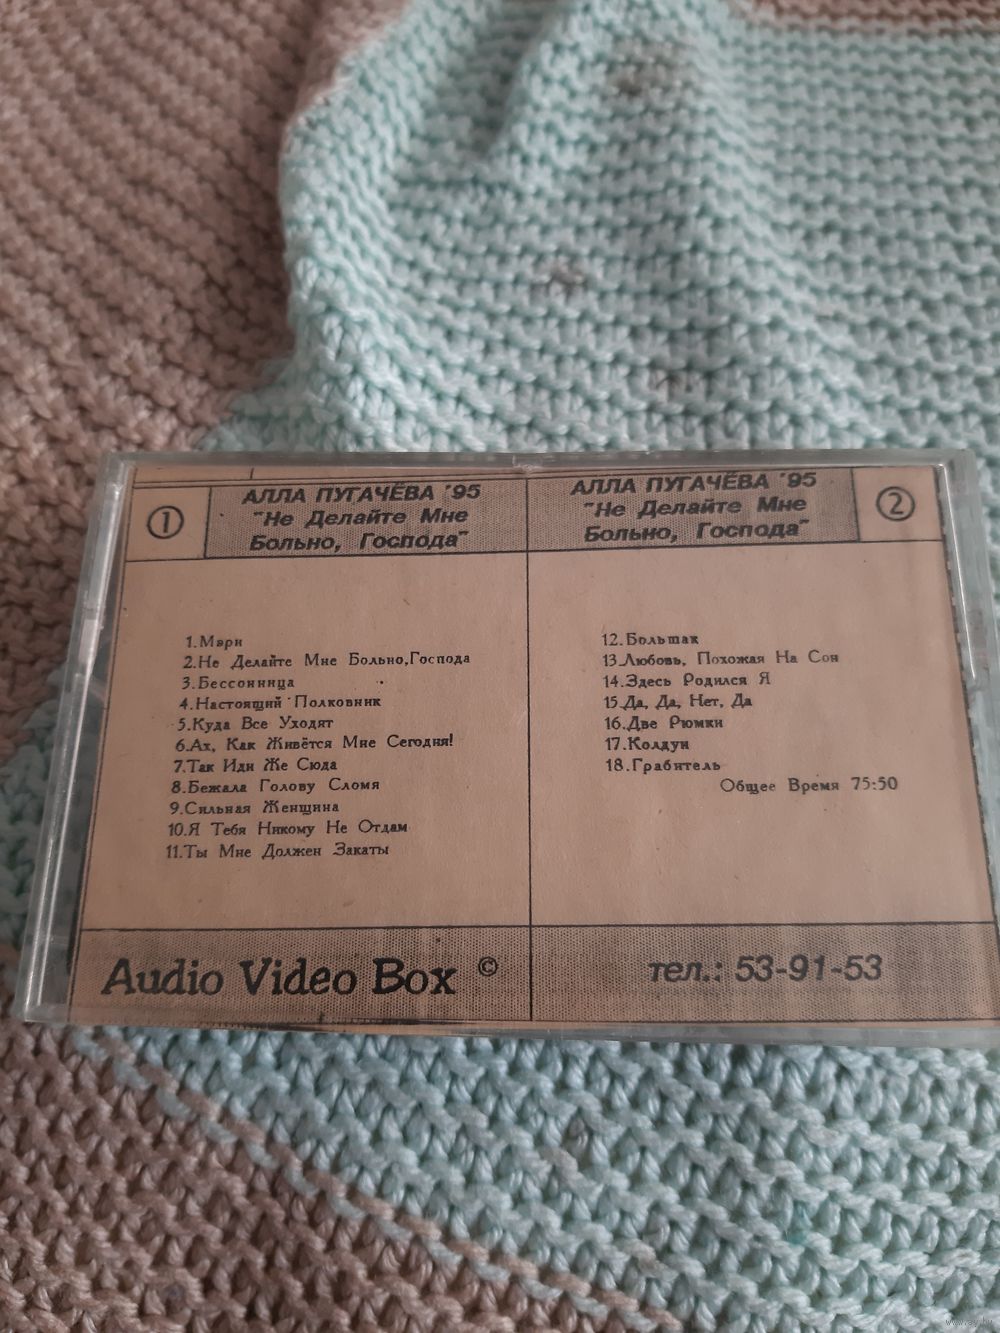 ①
АЛЛА ПУГАЧЁВА '95
"Не Делайте Мне
Больно, Господа"
1.Мэри
2.Не Делайте Мне Больно,Господа
3.Бессонница
4.Настоящий Полковник
5.Куда Все Уходят
6.Ах, Как Живётся Мне Сегодня!
7.Так Иди Же Сюда
8.Бежала Голову Сломя
9.Сильная Женщина
10.Я Тебя Никому Не Отдам
11.Ты Мне Должен Закаты
Audio Video Box ©
АЛЛА ПУГАЧЁВА '95
"Не Делайте Мне
Больно, Господа"
②
12.Большак
13.Любовь, Похожая На Сон
14.Здесь Родился Я
15.Да, Да, Нет, Да
16.Две Рюмки
17.Колдун
18.Грабитель
Общее Время 75:50
тел.: 53-91-53